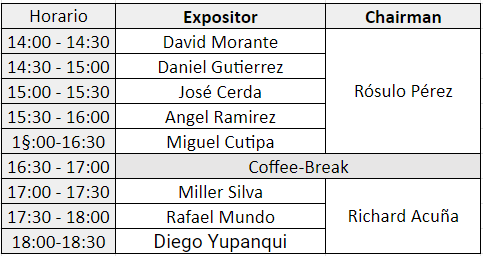 Horario Expositor Chairman
14:00 - 14:30 David Morante
14:30 - 15:00 Daniel Gutierrez
15:00 - 15:30 José Cerda Rósulo Pérez
15:30 - 16:00 Angel Ramirez
1§:00-16:30 Miguel Cutipa
16:30 - 17:00 Coffee-Break
17:00 - 17:30 Miller Silva
17:30 - 18:00 Rafael Mundo Richard Acuña
18:00-18:30 Diego Yupanqui